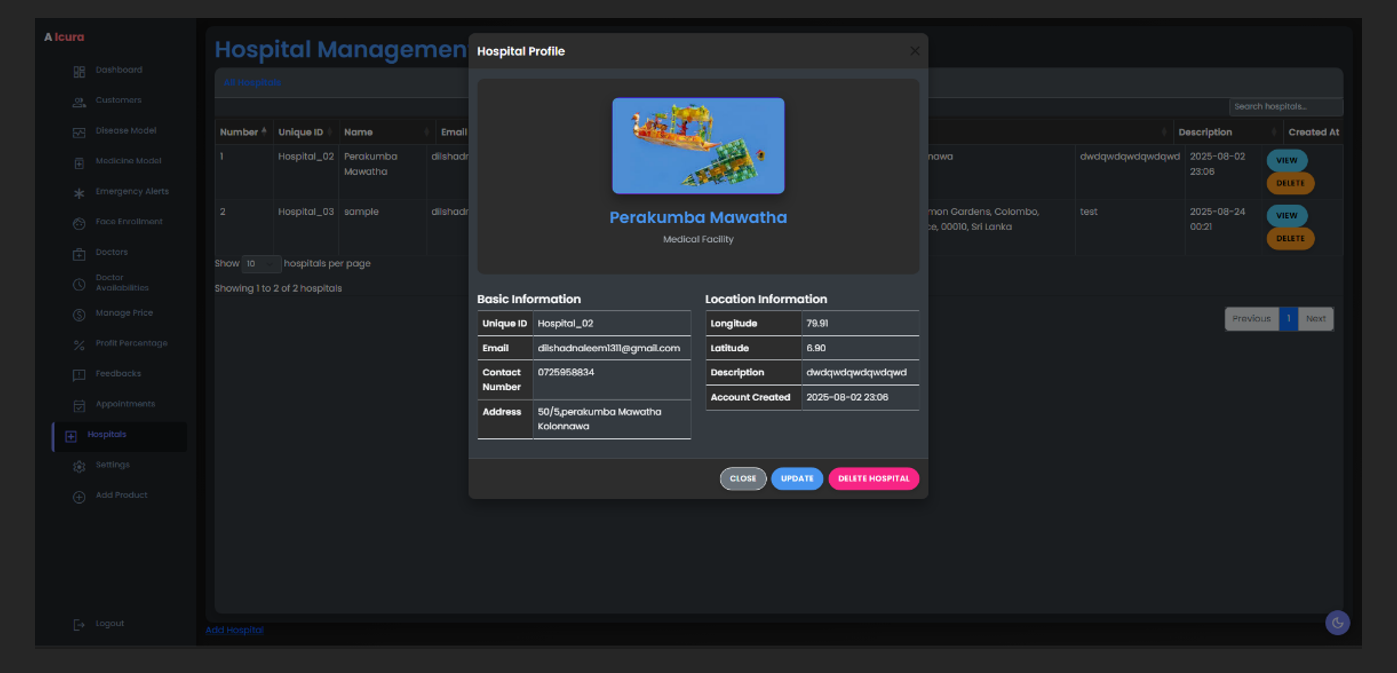 AIcura
Dashboard
Customers
Disease Model
Medicine Model
Emergency Alerts
Face Enrollment
Doctors
Doctor
Availabilities
Manage Price
Profit Percentage
Feedbacks
Appointments
Hospitals
Settings
Add Product
Logout
Hospital Managemen
All Hospitals
Search hospitals...
Number Unique ID Name Email Description Created At
1 Hospital_02 Perakumba dilshadr nawa dwdqwdqwdqwdqwd 2025-08-02 VIEW
Mawatha 23:06 DELETE
2 Hospital_03 sample dilshadr mon Gardens, Colombo, test 2025-08-24 VIEW
ce, 00010, Sri Lanka 00:21 DELETE
Show 10 hospitals per page
Showing 1 to 2 of 2 hospitals
Previous 1 Next
Add Hospital
Hospital Profile
Perakumba Mawatha
Medical Facility
Basic Information
Unique ID Hospital_02
Email dilshadnaleem1311@gmail.com
Contact 0725958834
Number
Address 50/5,perakumba Mawatha
Kolonnawa
Location Information
Longitude 79.91
Latitude 6.90
Description dwdqwdqwdqwdqwd
Account Created 2025-08-02 23:06
CLOSE UPDATE DELETE HOSPITAL